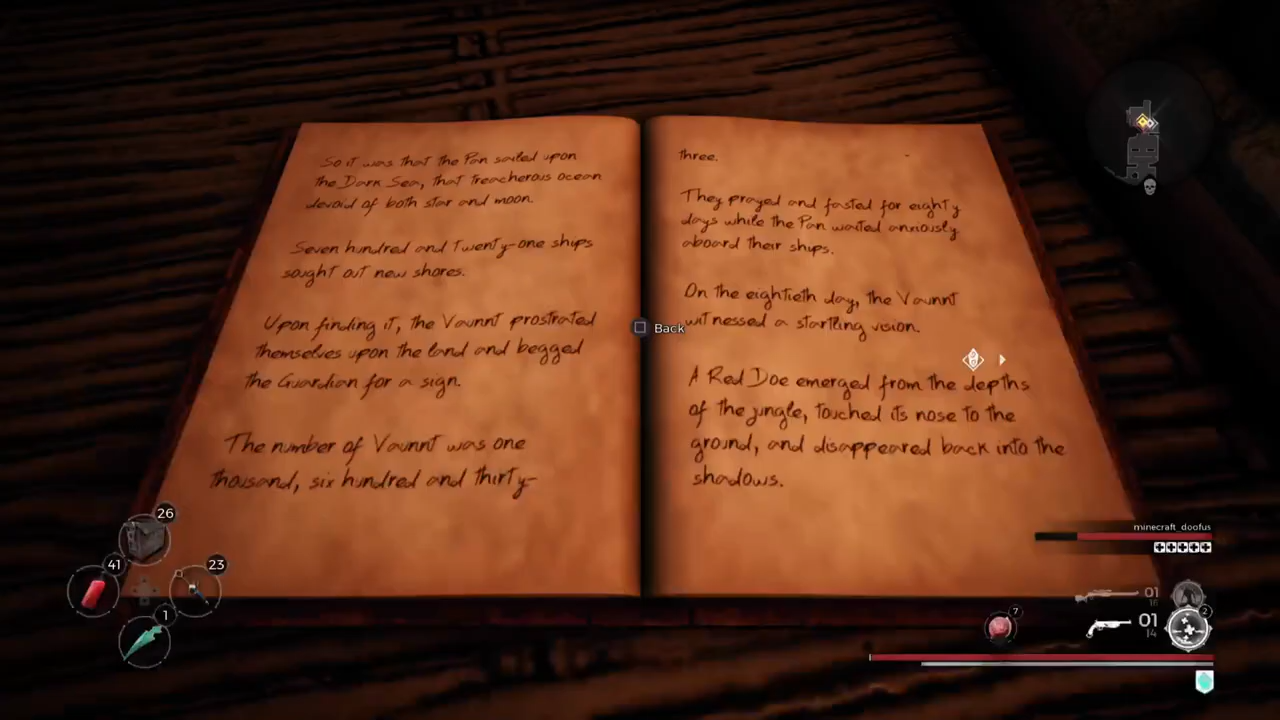 So it was that the Pan sailed upon
the Dark Sea, that treacherous ocean
devoid of both star and moon.
Seven hundred and twenty-one ships
sought out new shores.
Upon finding it, the Vaunnt prostrated
themselves upon the land and begged
the Guardian for a sign.
The number of Vaunnt was one
thousand, six hundred and thirty-
three.
They prayed and fasted for eighty
days while the Pan waited anxiously
aboard their ships.
On the eightieth day, the Vaunnt
witnessed a startling vision.
A Red Doe emerged from the depths
of the jungle, touched its nose to the
ground, and disappeared back into the
shadows.
Back
26
41
23
1
minecraft_doofus
01
16
7
01
14
2